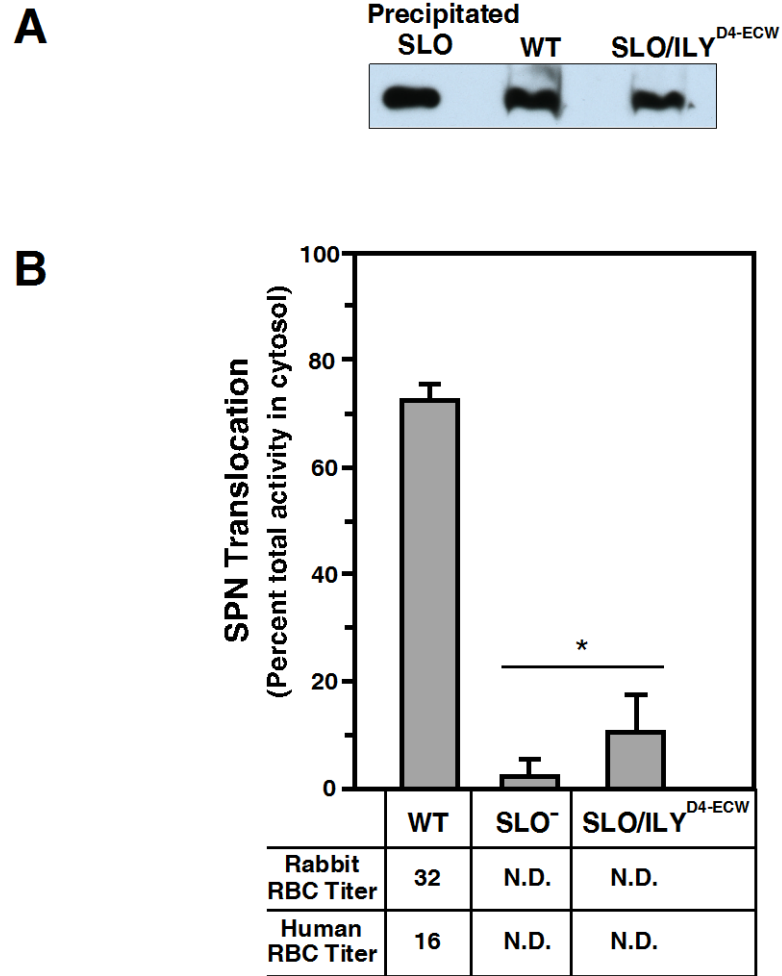 A
Precipitated
SLO WT SLO/ILY D4-ECW
B
SPN Translocation
(Percent total activity in cytosol)
100
80
60
40
20
0
*
WT SLO⁻ SLO/ILY D4-ECW
Rabbit
RBC Titer 32 N.D. N.D.
Human
RBC Titer 16 N.D. N.D.